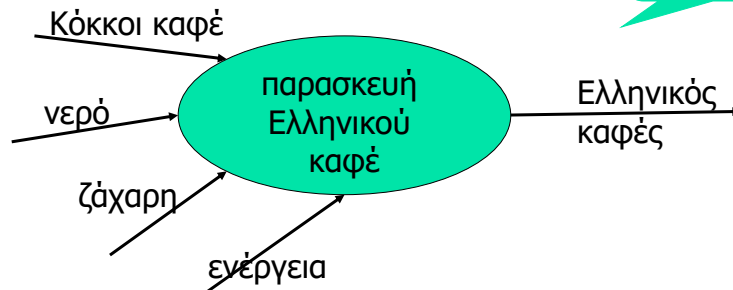 Κόκκοι καφέ
νερό
ζάχαρη
ενέργεια
παρασκευή
Ελληνικού
καφέ
Ελληνικός
καφές